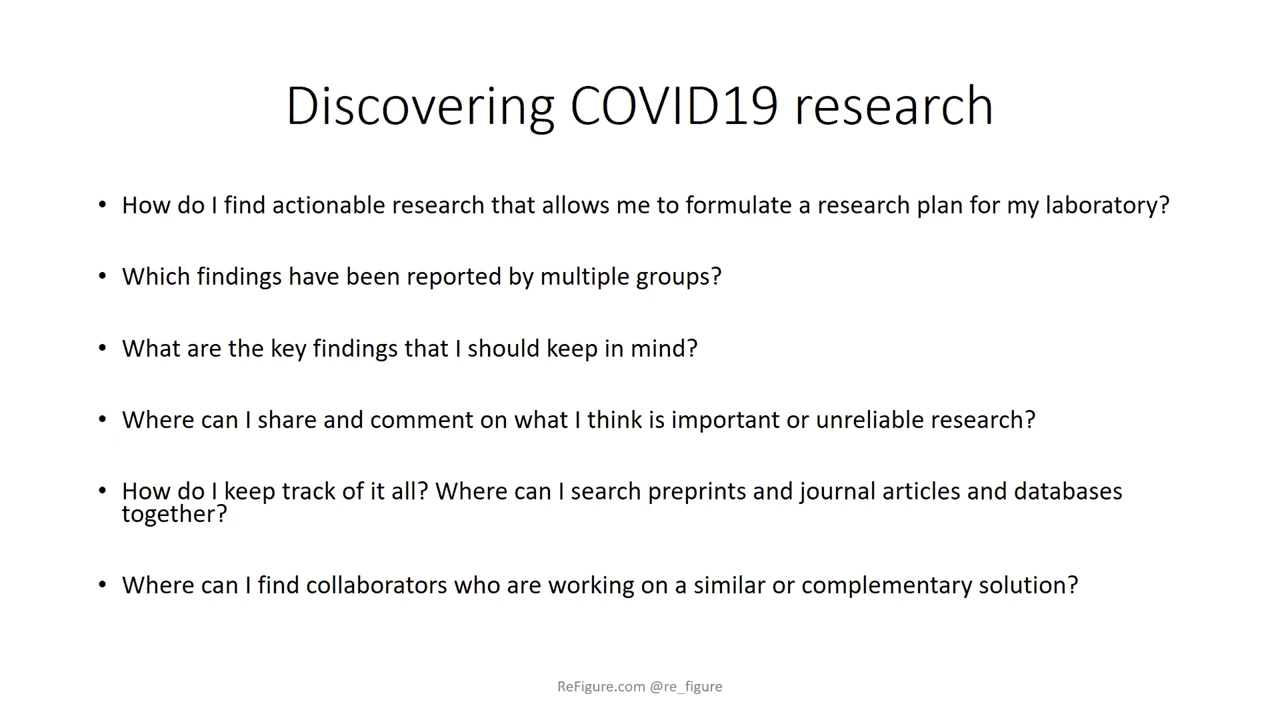 Discovering COVID19 research
• How do I find actionable research that allows me to formulate a research plan for my laboratory?
• Which findings have been reported by multiple groups?
• What are the key findings that I should keep in mind?
• Where can I share and comment on what I think is important or unreliable research?
• How do I keep track of it all? Where can I search preprints and journal articles and databases
together?
• Where can I find collaborators who are working on a similar or complementary solution?
ReFigure.com @re_figure